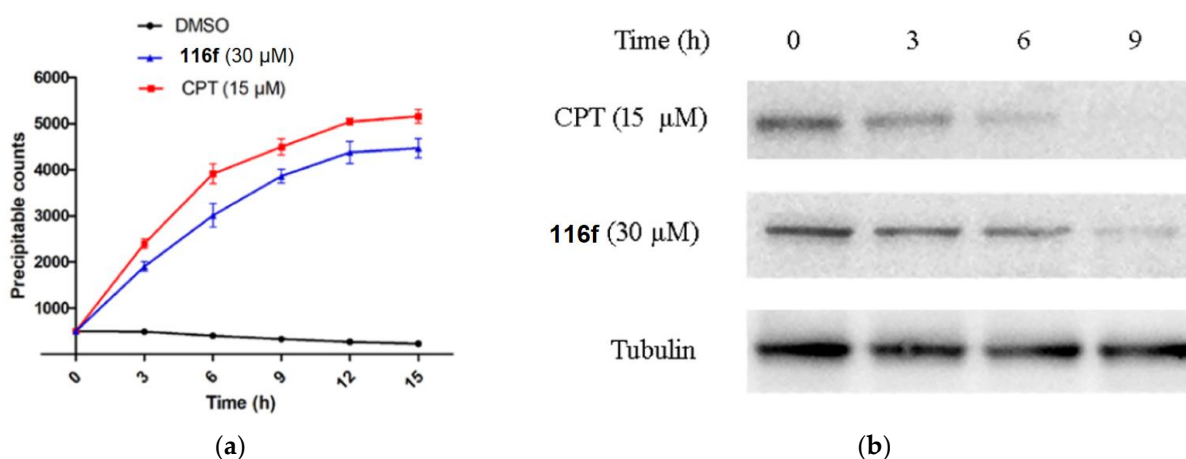 DMSO
116f (30 μM)
CPT (15 μM)
Precipitable counts
6000
5000
4000
3000
2000
1000
0 3 6 9 12 15
Time (h)
(a)
Time (h) 0 3 6 9
CPT (15 μM)
116f (30 μM)
Tubulin
(b)